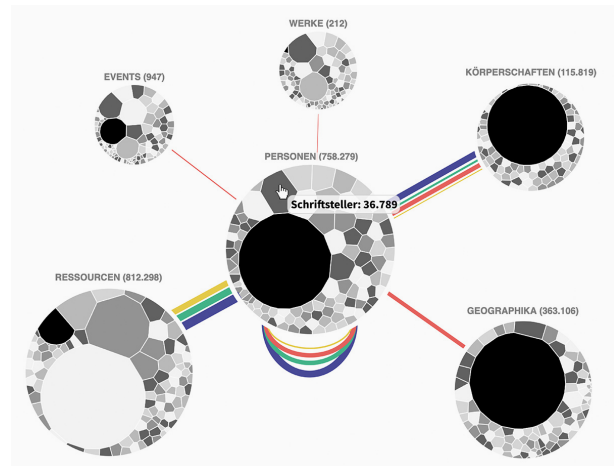 WERKE (212)
EVENTS (947)
KÖRPERSCHAFTEN (115.819)
PERSONEN (758.279)
Schriftsteller: 36.789
RESSOURCEN (812.298)
GEOGRAPHIKA (363.106)